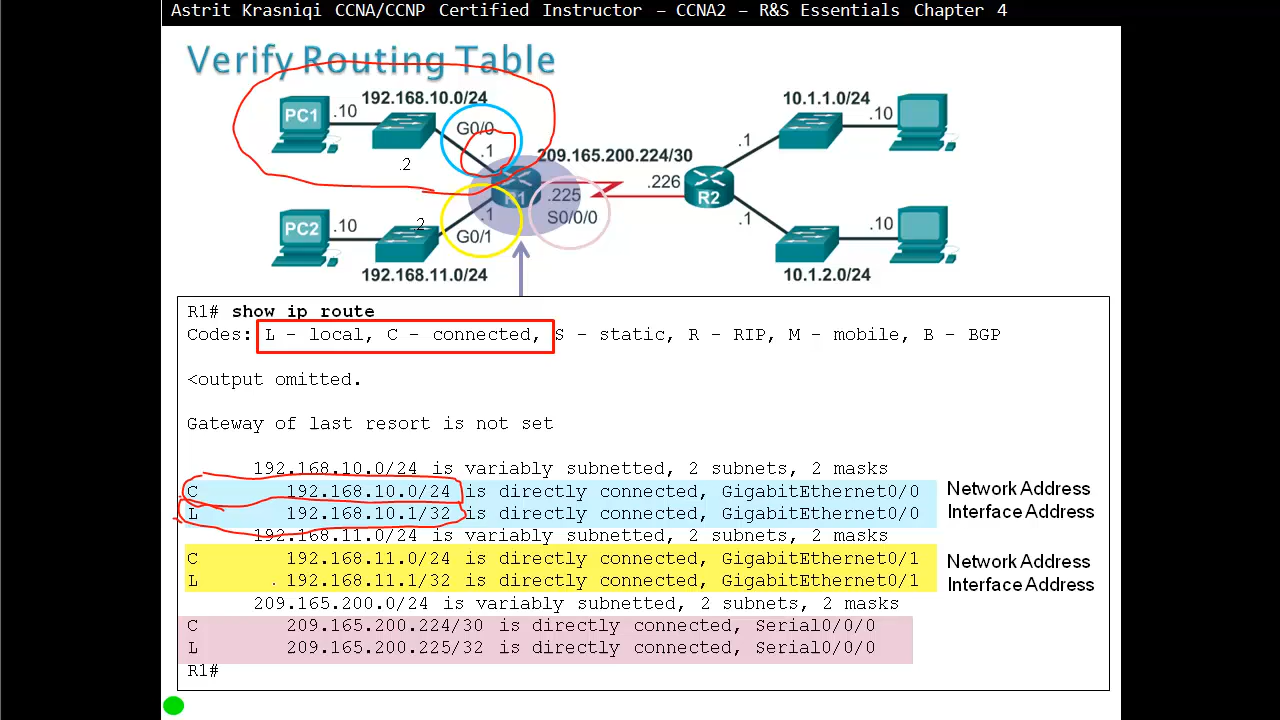 Astrit Krasniqi CCNA/CCNP Certified Instructor – CCNA2 – R&S Essentials Chapter 4
Verify Routing Table
192.168.10.0/24
10.1.1.0/24
PC1
.10
G0/0
.10
.1
.1
.2
209.165.200.224/30
R1
.225
.226
R2
S0/0/0
PC2
.10
.2
.1
G0/1
.1
.10
192.168.11.0/24
10.1.2.0/24
R1# show ip route
Codes: L - local, C - connected, S - static, R - RIP, M - mobile, B - BGP
<output omitted.
Gateway of last resort is not set
192.168.10.0/24 is variably subnetted, 2 subnets, 2 masks
C 192.168.10.0/24 is directly connected, GigabitEthernet0/0 Network Address
L 192.168.10.1/32 is directly connected, GigabitEthernet0/0 Interface Address
192.168.11.0/24 is variably subnetted, 2 subnets, 2 masks
C 192.168.11.0/24 is directly connected, GigabitEthernet0/1 Network Address
L 192.168.11.1/32 is directly connected, GigabitEthernet0/1 Interface Address
209.165.200.0/24 is variably subnetted, 2 subnets, 2 masks
C 209.165.200.224/30 is directly connected, Serial0/0/0
L 209.165.200.225/32 is directly connected, Serial0/0/0
R1#